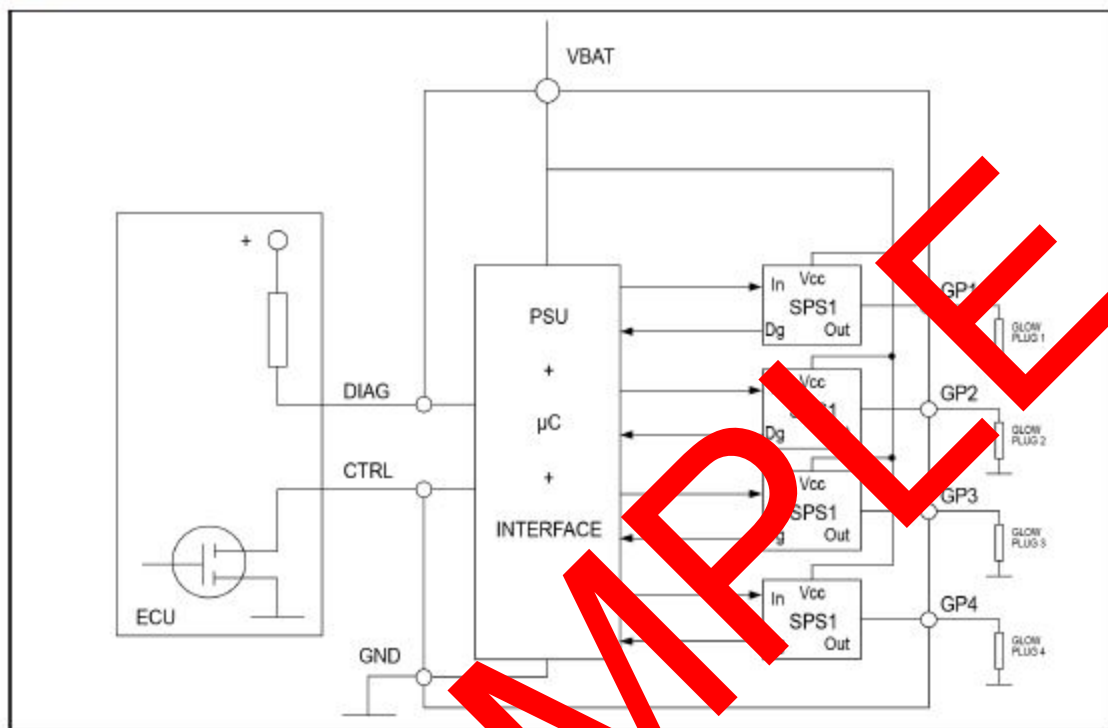 VBAT
+
DIAG
CTRL
ECU
GND
PSU
+
µC
+
INTERFACE
In Vcc
SPS1
Dg Out
GP1
GLOW
PLUG 1
Vcc
SPS1
Dg
GP2
GLOW
PLUG 2
Vcc
SPS1
Out
GP3
GLOW
PLUG 3
In Vcc
SPS1
Out
GP4
GLOW
PLUG 4
MPLE